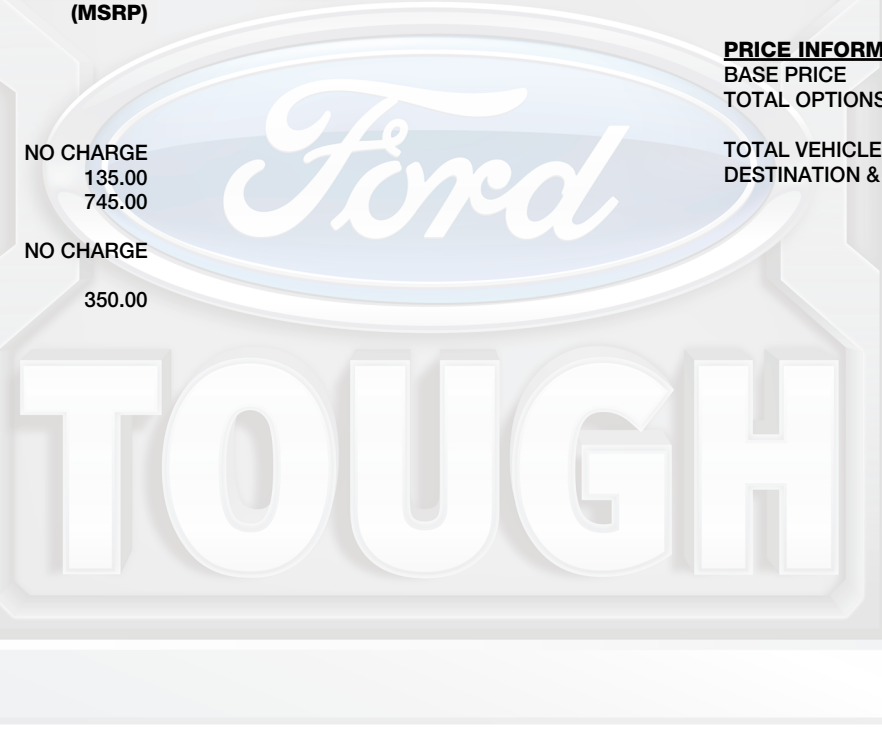 (MSRP)
NO CHARGE
135.00
745.00
NO CHARGE
350.00
PRICE INFORM
BASE PRICE
TOTAL OPTIONS
TOTAL VEHICLE
DESTINATION &
Ford
TOUGH